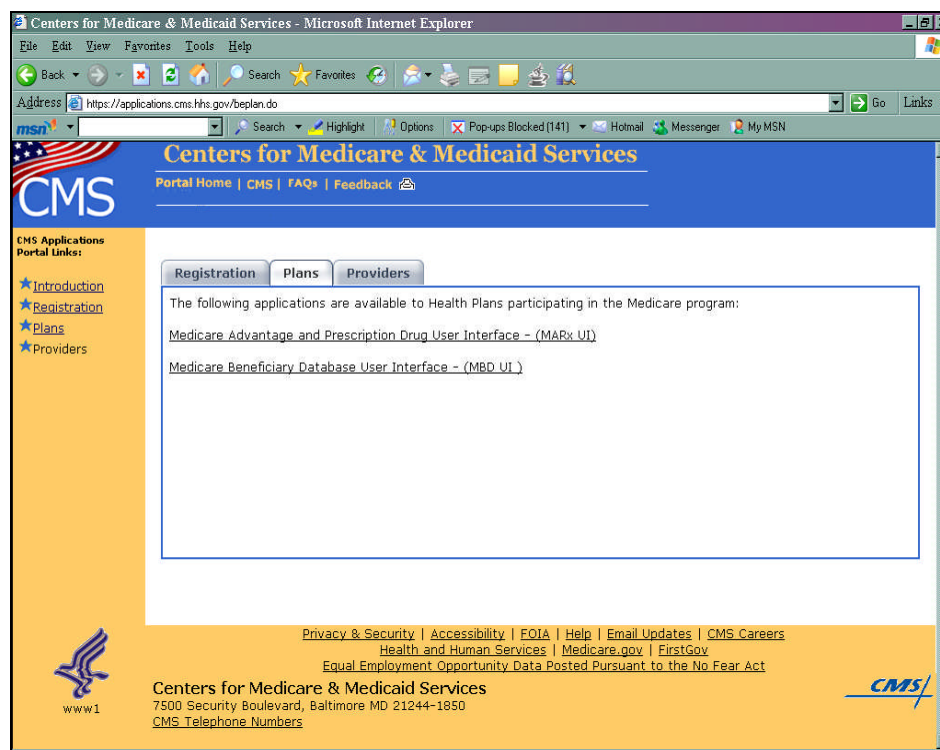 Centers for Medicare & Medicaid Services - Microsoft Internet Explorer
File Edit View Favorites Tools Help
Back Search Favorites
Address https://applications.cms.hhs.gov/beplan.do Go Links
msn Search Highlight Options Pop-ups Blocked (141) Hotmail Messenger My MSN
CMS
Centers for Medicare & Medicaid Services
Portal Home | CMS | FAQs | Feedback
CMS Applications
Portal Links:
Introduction
Registration
Plans
Providers
Registration Plans Providers
The following applications are available to Health Plans participating in the Medicare program:
Medicare Advantage and Prescription Drug User Interface - (MARx UI)
Medicare Beneficiary Database User Interface - (MBD UI )
Privacy & Security | Accessibility | FOIA | Help | Email Updates | CMS Careers
Health and Human Services | Medicare.gov | FirstGov
Equal Employment Opportunity Data Posted Pursuant to the No Fear Act
www1
Centers for Medicare & Medicaid Services
7500 Security Boulevard, Baltimore MD 21244-1850
CMS Telephone Numbers
CMS